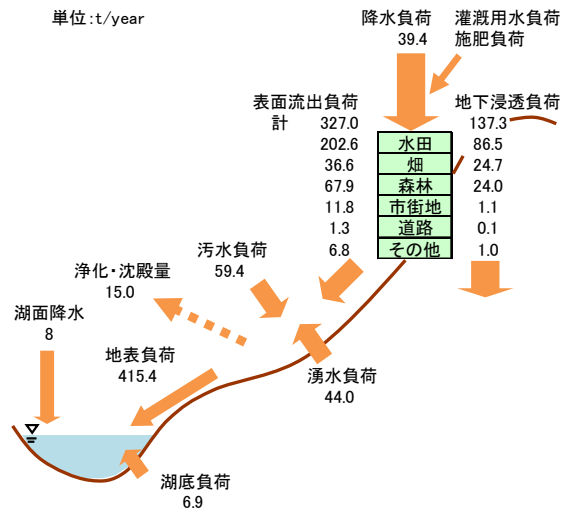 単位:t/year
降水負荷
39.4
灌漑用水負荷
施肥負荷
表面流出負荷
計 327.0
地下浸透負荷
137.3
202.6 水田 86.5
36.6 畑 24.7
67.9 森林 24.0
11.8 市街地 1.1
1.3 道路 0.1
6.8 その他 1.0
汚水負荷
59.4
浄化・沈殿量
15.0
湖面降水
8
地表負荷
415.4
湧水負荷
44.0
湖底負荷
6.9